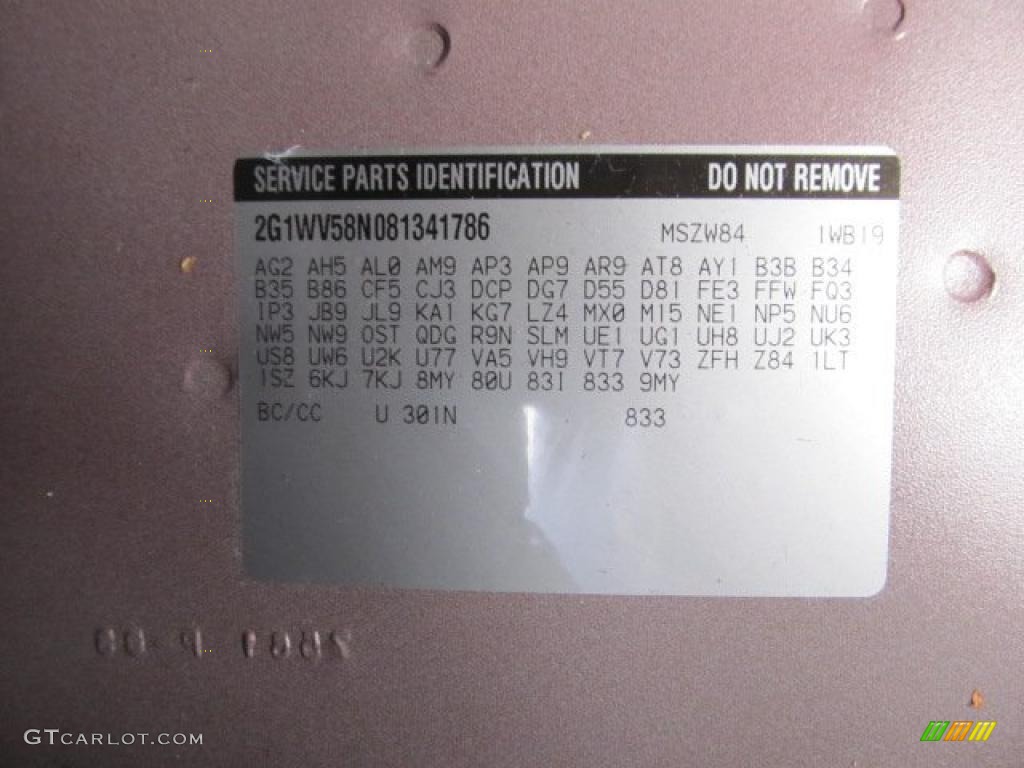 SERVICE PARTS IDENTIFICATION DO NOT REMOVE
2G1WV58N081341786 MSZW84 1WB19
AG2 AH5 AL0 AM9 AP3 AP9 AR9 AT8 AY1 B3B B34
B35 B86 CF5 CJ3 DCP DG7 D55 D81 FE3 FFW FQ3
1P3 JB9 JL9 KA1 KG7 LZ4 MX0 M15 NE1 NP5 NU6
NW5 NW9 OST QDG R9N SLM UE1 UG1 UH8 UJ2 UK3
US8 UW6 U2K U77 VA5 VH9 VT7 V73 ZFH Z84 1LT
1SZ 6KJ 7KJ 8MY 80U 831 833 9MY
BC/CC U 301N 833
GTCARLOT.COM